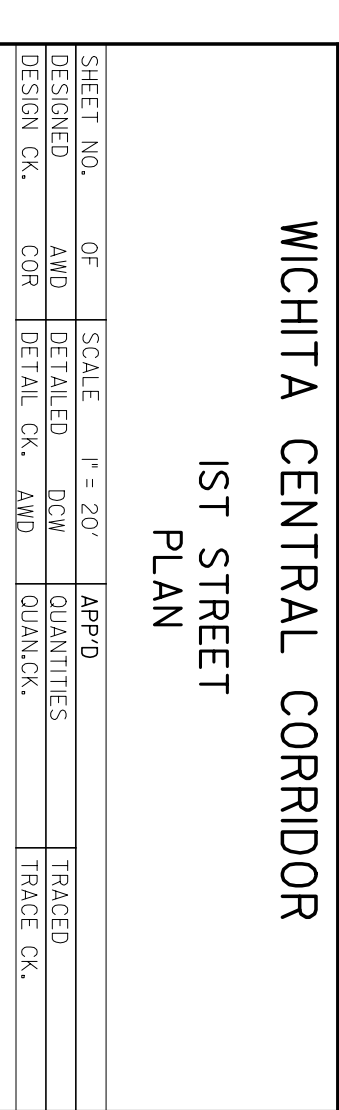 WICHITA CENTRAL CORRIDOR
1ST STREET
PLAN
SHEET NO. OF SCALE 1" = 20' APP'D
DESIGNED AWD DETAILED DCW QUANTITIES TRACED
DESIGN CK. COR DETAIL CK. AWD QUAN.CK. TRACE CK.